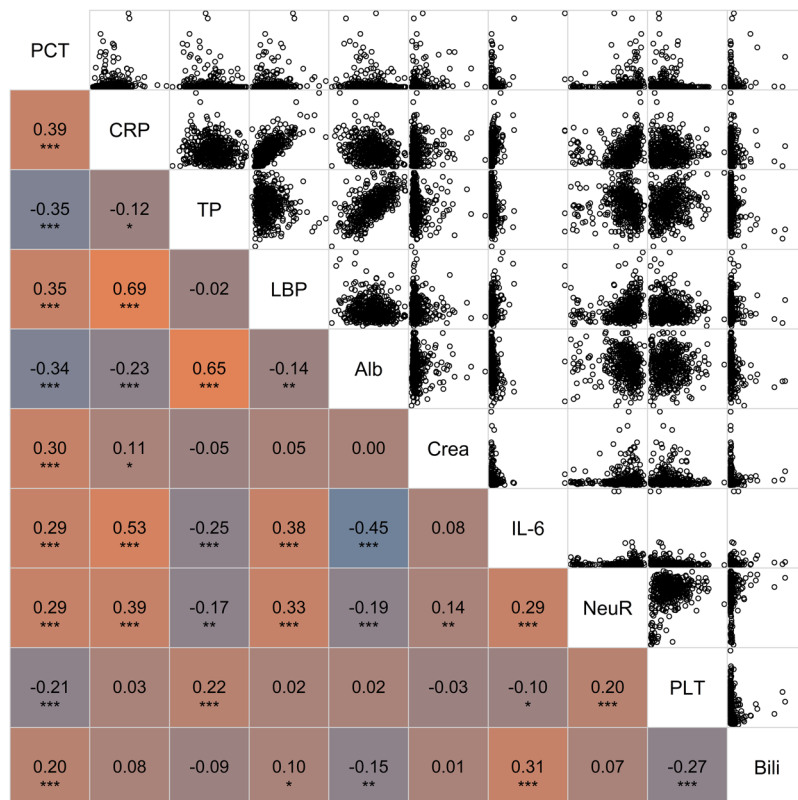 PCT
0.39 CRP
***
-0.35 -0.12 TP
*** *
0.35 0.69 -0.02 LBP
*** ***
-0.34 -0.23 0.65 -0.14 Alb
*** *** *** **
0.30 0.11 -0.05 0.05 0.00 Crea
*** *
0.29 0.53 -0.25 0.38 -0.45 0.08 IL-6
*** *** *** *** ***
0.29 0.39 -0.17 0.33 -0.19 0.14 0.29 NeuR
*** *** ** *** *** ** ***
-0.21 0.03 0.22 0.02 0.02 -0.03 -0.10 0.20 PLT
*** *** * ***
0.20 0.08 -0.09 0.10 -0.15 0.01 0.31 0.07 -0.27 Bili
*** * ** *** ***